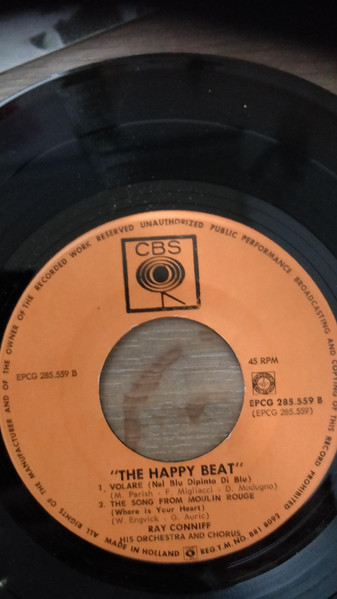 ALL RIGHTS OF THE MANUFACTURER AND OF THE OWNER OF THE RECORDED WORK RESERVED UNAUTHORIZED PUBLIC PERFORMANCE BROADCASTING AND COPYING OF THIS RECORD PROHIBITED
CBS
45 RPM
EPCG 285.559 B
EPCG 285.559 B
(EPCG 285.559)
"THE HAPPY BEAT"
1. VOLARE (Nel Blu Dipinto Di Blu)
(M. Parish - F. Migliacci - D. Modugno)
2. THE SONG FROM MOULIN ROUGE
(Where Is Your Heart)
(W. Engvick - G. Auric)
RAY CONNIFF
HIS ORCHESTRA AND CHORUS
MADE IN HOLLAND
REG.T.M.NO.